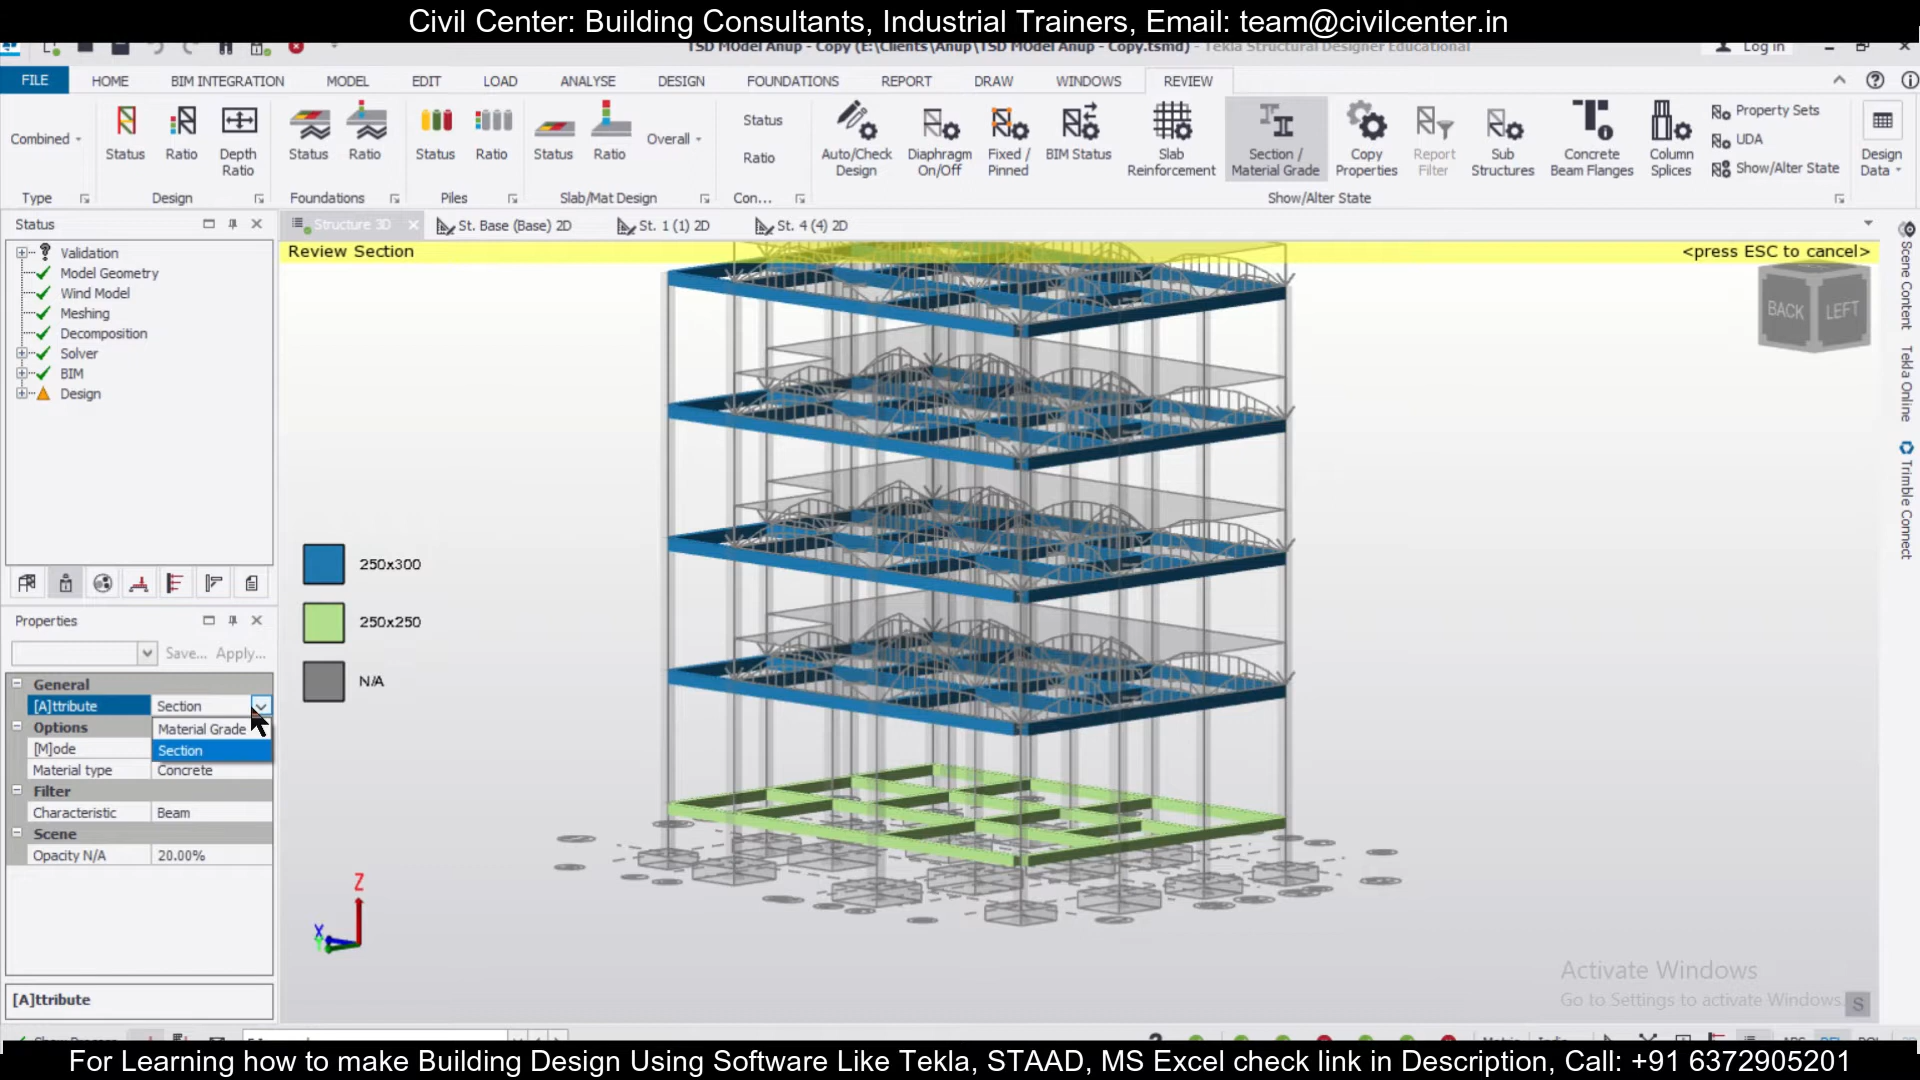 Civil Center: Building Consultants, Industrial Trainers, Email: team@civilcenter.in
TSD MOdel Anup - Copy (E:\Clients\Anup\TSD MOdel Anup - Copy.tsmd) - Tekla Structural Designer Educational
Log in
FILE HOME BIM INTEGRATION MODEL EDIT LOAD ANALYSE DESIGN FOUNDATIONS REPORT DRAW WINDOWS REVIEW
Combined
Status Ratio Depth Ratio
Status Ratio
Status Ratio
Status Ratio
Overall
Status
Ratio
Auto/Check Design
Diaphragm On/Off
Fixed / Pinned
BIM Status
Slab Reinforcement
Section / Material Grade
Copy Properties
Report Filter
Sub Structures
Concrete Beam Flanges
Column Splices
Property Sets
UDA
Show/Alter State
Design Data
Type Design Foundations Piles Slab/Mat Design Con... Show/Alter State
Status
Structure 3D St. Base (Base) 2D St. 1 (1) 2D St. 4 (4) 2D
Review Section <press ESC to cancel>
Validation
Model Geometry
Wind Model
Meshing
Decomposition
Solver
BIM
Design
BACK LEFT
Scene Content
Tekla Online
Trimble Connect
250x300
250x250
N/A
Properties
Save... Apply...
General
[A]ttribute Section
Options Material Grade
[M]ode Section
Material type Concrete
Filter
Characteristic Beam
Scene
Opacity N/A 20.00%
Z
X
Y
[A]ttribute
Activate Windows
Go to Settings to activate Windows.
S
For Learning how to make Building Design Using Software Like Tekla, STAAD, MS Excel check link in Description, Call: +91 6372905201